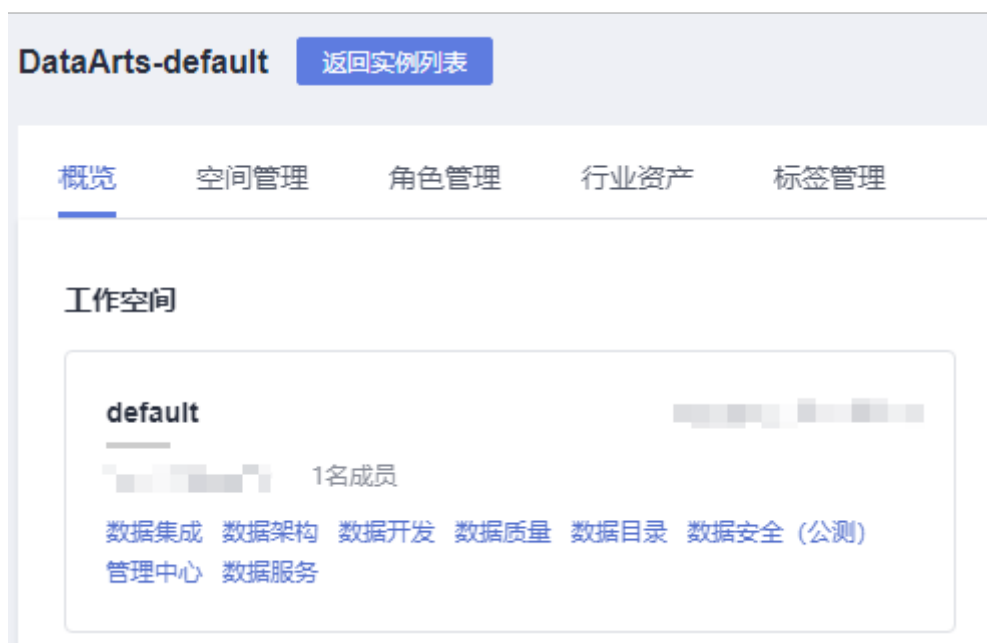 DataArts-default 返回实例列表
概览 空间管理 角色管理 行业资产 标签管理
工作空间
default
1名成员
数据集成 数据架构 数据开发 数据质量 数据目录 数据安全 (公测)
管理中心 数据服务